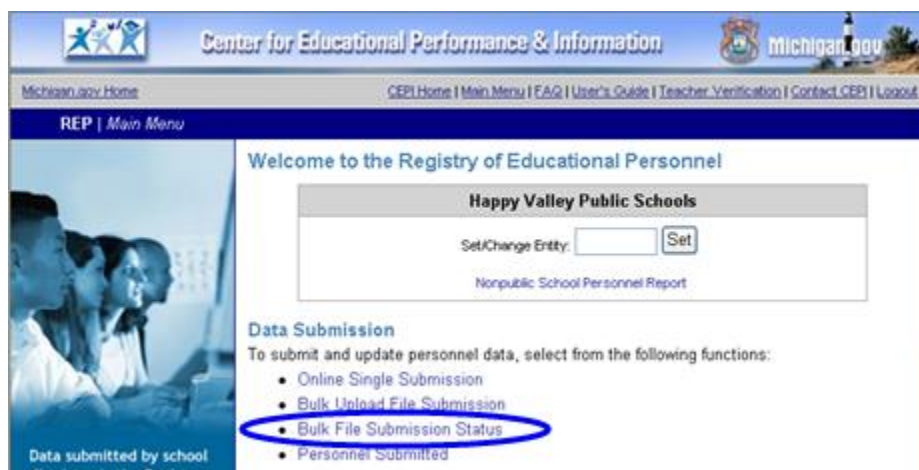 Center for Educational Performance & Information
Michigan.gov
Michigan.gov Home
CEPI Home | Main Menu | FAQ | User's Guide | Teacher Verification | Contact CEPI | Logout
REP | Main Menu
Welcome to the Registry of Educational Personnel
Happy Valley Public Schools
Set/Change Entity: Set
Nonpublic School Personnel Report
Data Submission
To submit and update personnel data, select from the following functions:
• Online Single Submission
• Bulk Upload File Submission
• Bulk File Submission Status
• Personnel Submitted
Data submitted by school